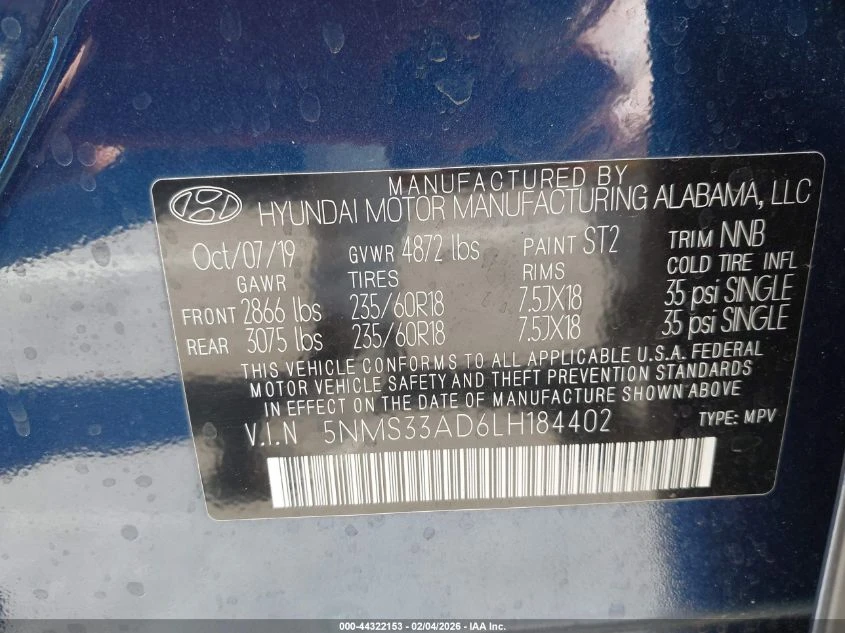 MANUFACTURED BY
HYUNDAI MOTOR MANUFACTURING ALABAMA, LLC
Oct/07/19 GVWR 4872 lbs PAINT ST2 TRIM NNB
GAWR TIRES RIMS COLD TIRE INFL
FRONT 2866 lbs 235/60R18 7.5JX18 35 psi SINGLE
REAR 3075 lbs 235/60R18 7.5JX18 35 psi SINGLE
THIS VEHICLE CONFORMS TO ALL APPLICABLE U.S.A. FEDERAL
MOTOR VEHICLE SAFETY AND THEFT PREVENTION STANDARDS
IN EFFECT ON THE DATE OF MANUFACTURE SHOWN ABOVE
V.I.N 5NMS33AD6LH184402 TYPE: MPV
000-44322153 - 02/04/2026 - IAA Inc.